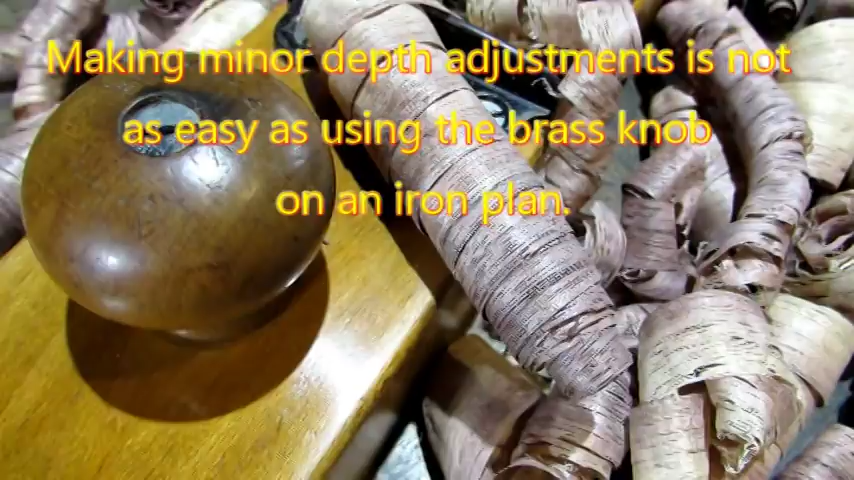 Making minor depth adjustments is not
as easy as using the brass knob
on an iron plan.